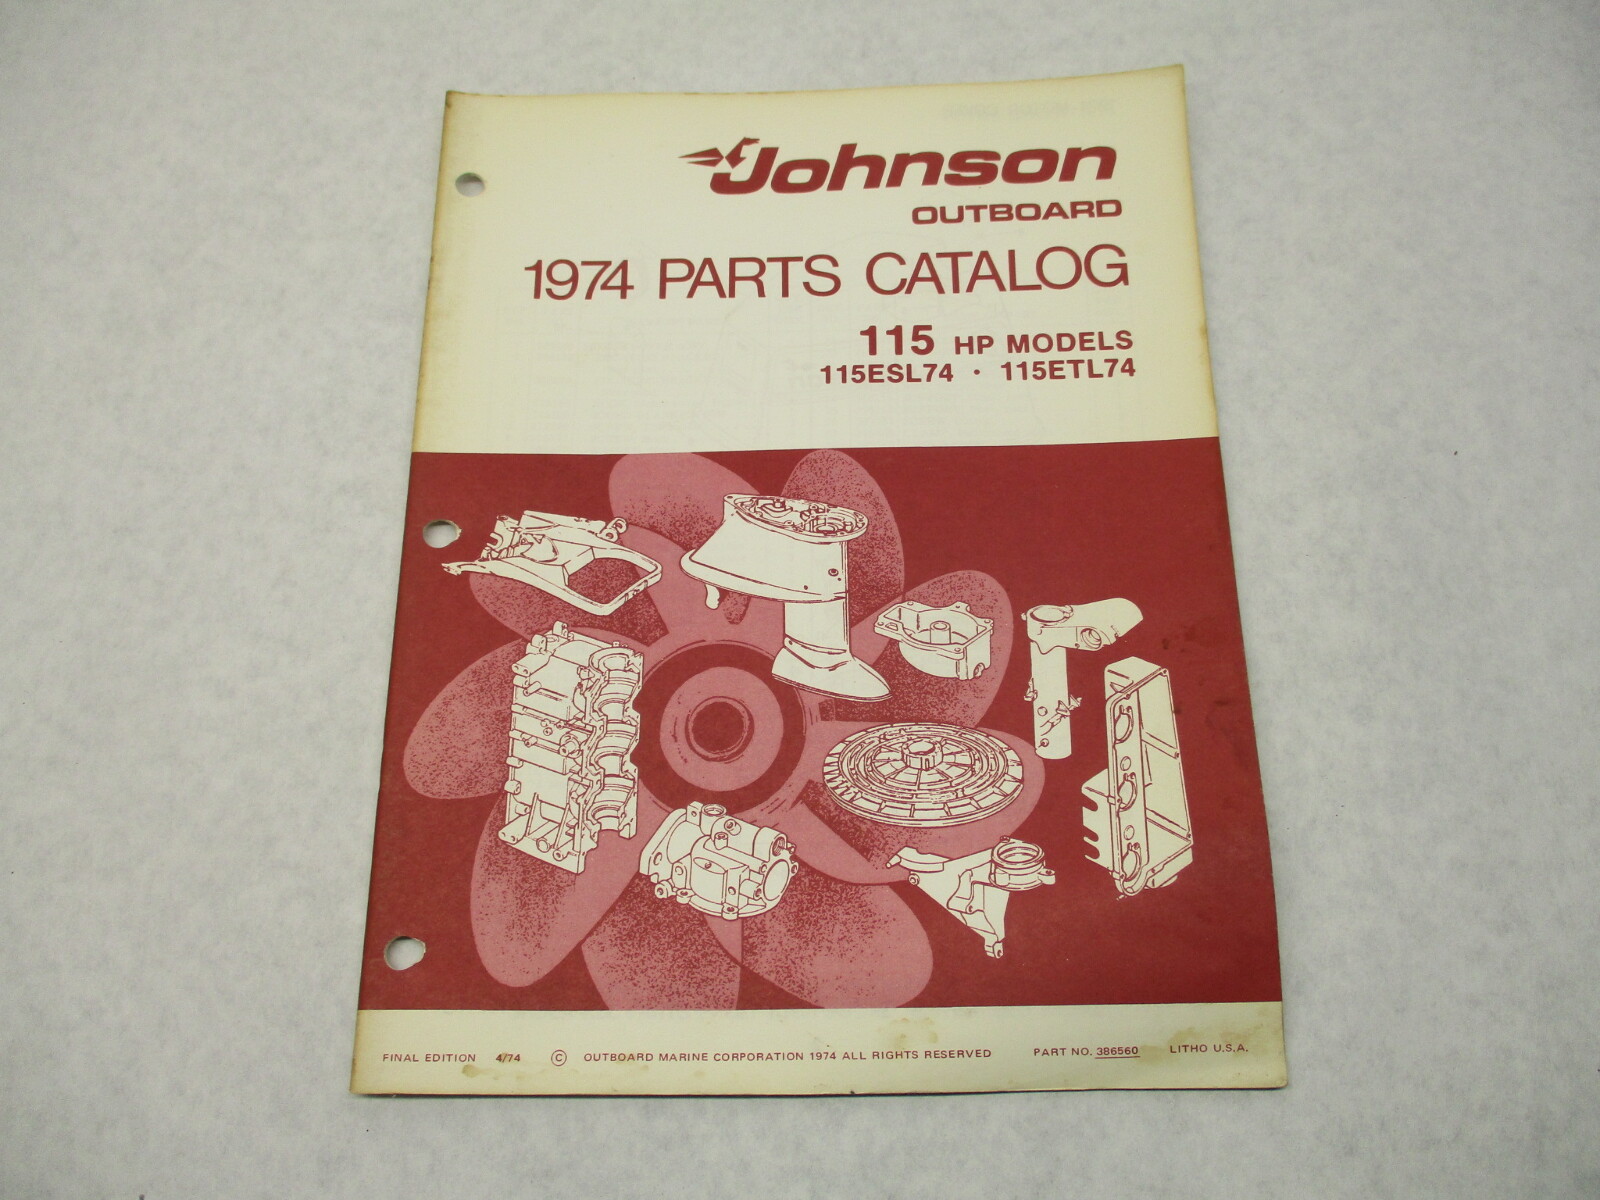 Johnson
OUTBOARD
1974 PARTS CATALOG
115 HP MODELS
115ESL74 • 115ETL74
FINAL EDITION 4/74 © OUTBOARD MARINE CORPORATION 1974 ALL RIGHTS RESERVED PART NO. 386560 LITHO U.S.A.